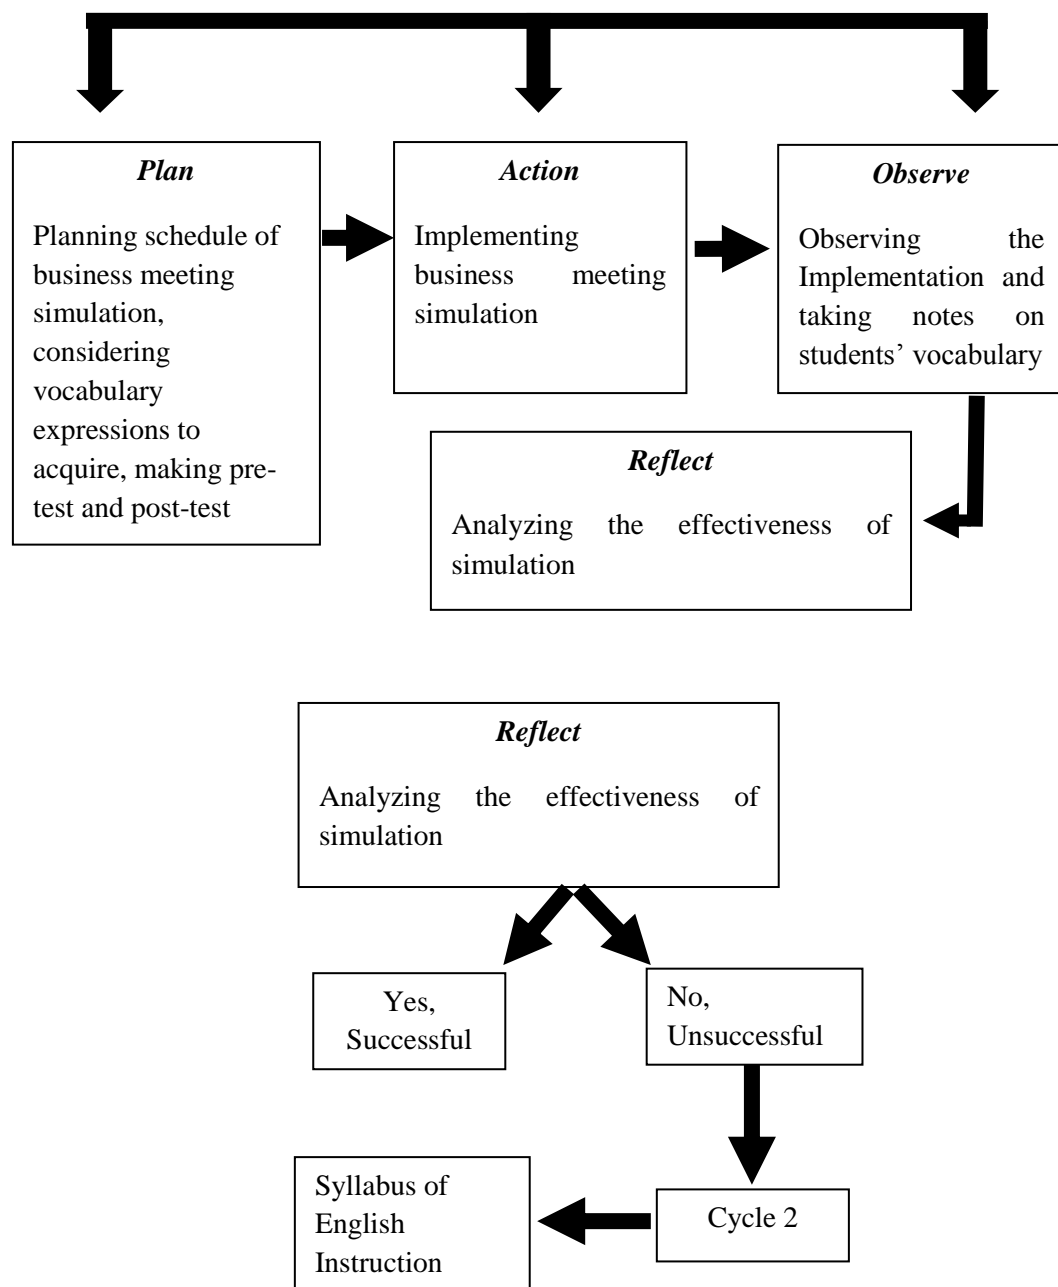 Plan
Planning schedule of
business meeting
simulation,
considering
vocabulary
expressions to
acquire, making pre-
test and post-test
Action
Implementing
business meeting
simulation
Observe
Observing the
Implementation and
taking notes on
students’ vocabulary
Reflect
Analyzing the effectiveness of
simulation
Reflect
Analyzing the effectiveness of
simulation
Yes,
Successful
No,
Unsuccessful
Cycle 2
Syllabus of
English
Instruction